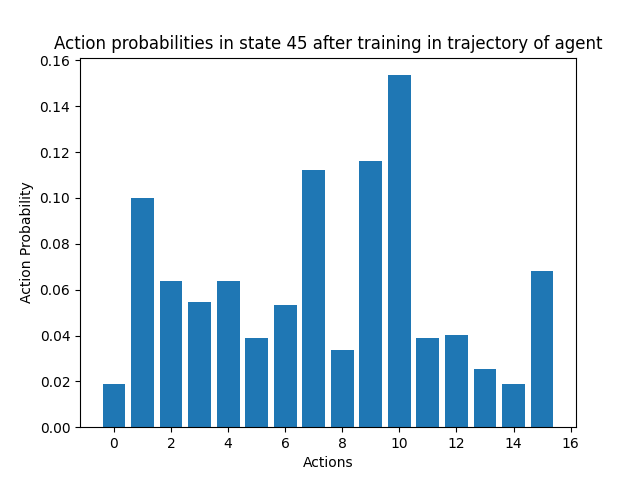 Action probabilities in state 45 after training in trajectory of agent
0.16
0.14
0.12
0.10
0.08
0.06
0.04
0.02
0.00
Action Probability
0 2 4 6 8 10 12 14 16
Actions